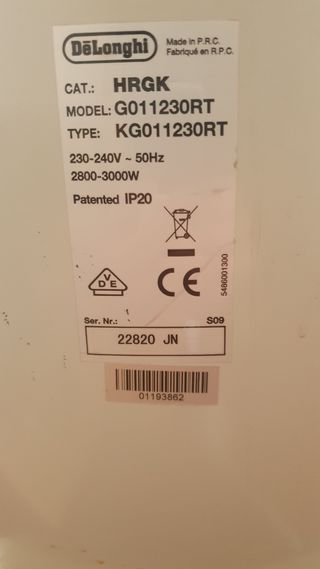 DēLonghi
Made in P.R.C.
Fabriqué en R.P.C.
CAT.: HRGK
MODEL: G011230RT
TYPE: KG011230RT
230-240V ~ 50Hz
2800-3000W
Patented IP20
VDE
CE
5486001300
Ser. Nr.: S09
22820 JN
01193862